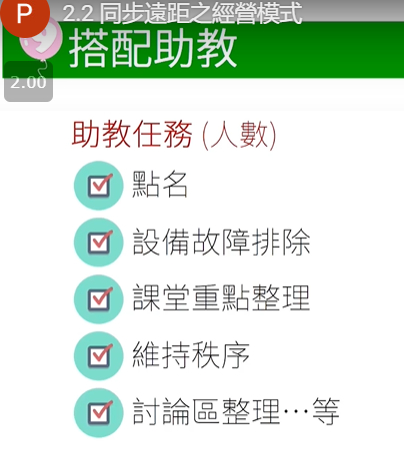 P
2.2 同步遠距之經營模式
搭配助教
2.00
助教任務 (人數)
點名
設備故障排除
課堂重點整理
維持秩序
討論區整理…等